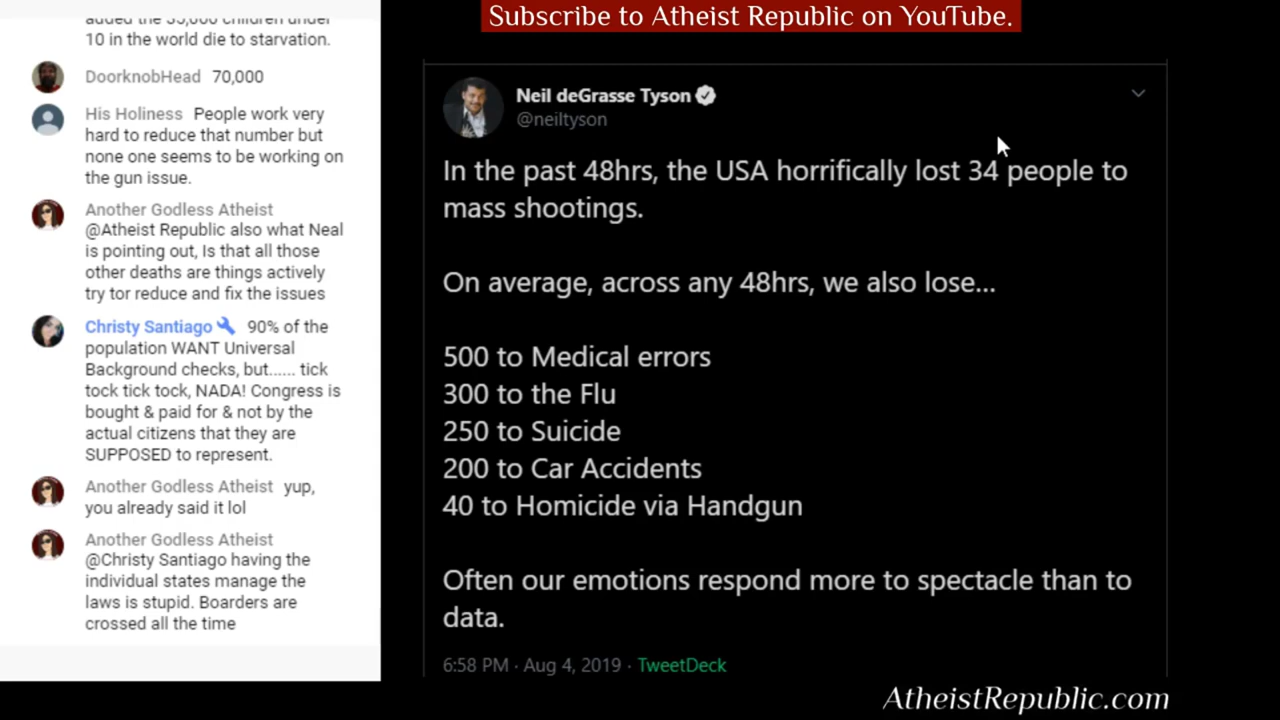 Subscribe to Atheist Republic on YouTube.
added the 35,000 children under
10 in the world die to starvation.
DoorknobHead 70,000
His Holiness People work very
hard to reduce that number but
none one seems to be working on
the gun issue.
Another Godless Atheist
@Atheist Republic also what Neal
is pointing out, Is that all those
other deaths are things actively
try tor reduce and fix the issues
Christy Santiago 90% of the
population WANT Universal
Background checks, but...... tick
tock tick tock, NADA! Congress is
bought & paid for & not by the
actual citizens that they are
SUPPOSED to represent.
Another Godless Atheist yup,
you already said it lol
Another Godless Atheist
@Christy Santiago having the
individual states manage the
laws is stupid. Boarders are
crossed all the time
Neil deGrasse Tyson
@neiltyson
In the past 48hrs, the USA horrifically lost 34 people to
mass shootings.
On average, across any 48hrs, we also lose...
500 to Medical errors
300 to the Flu
250 to Suicide
200 to Car Accidents
40 to Homicide via Handgun
Often our emotions respond more to spectacle than to
data.
6:58 PM · Aug 4, 2019 · TweetDeck
AtheistRepublic.com